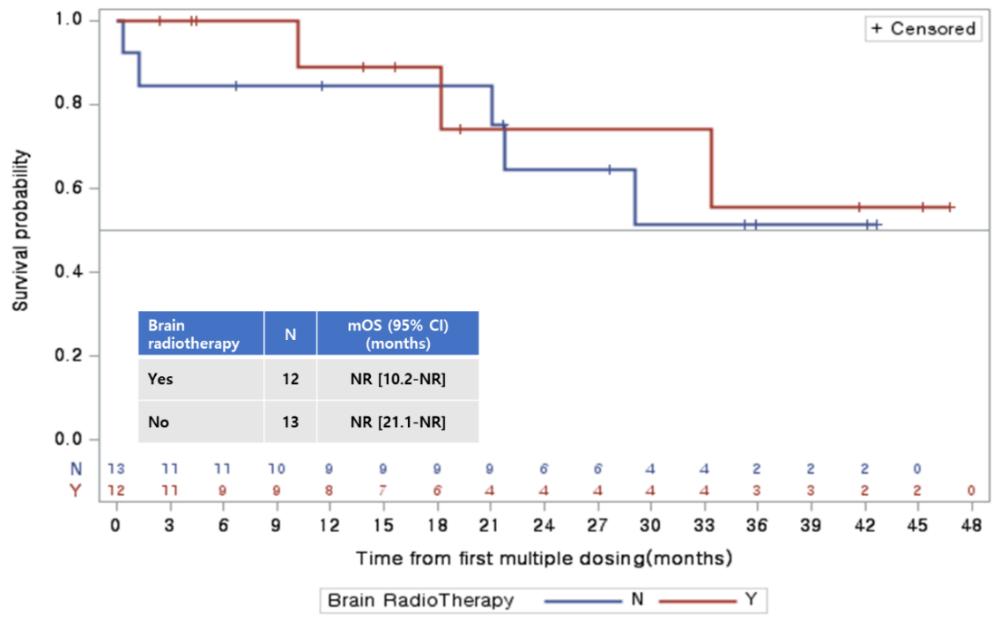 1.0
0.8
0.6
0.4
0.2
0.0
Survival probability
+ Censored
Brain radiotherapy N mOS (95% CI) (months)
Yes 12 NR [10.2-NR]
No 13 NR [21.1-NR]
N 13 11 11 10 9 9 9 9 6 6 4 4 2 2 2 0
Y 12 11 9 9 8 7 6 4 4 4 4 4 3 3 2 2 0
0 3 6 9 12 15 18 21 24 27 30 33 36 39 42 45 48
Time from first multiple dosing(months)
Brain RadioTherapy N Y